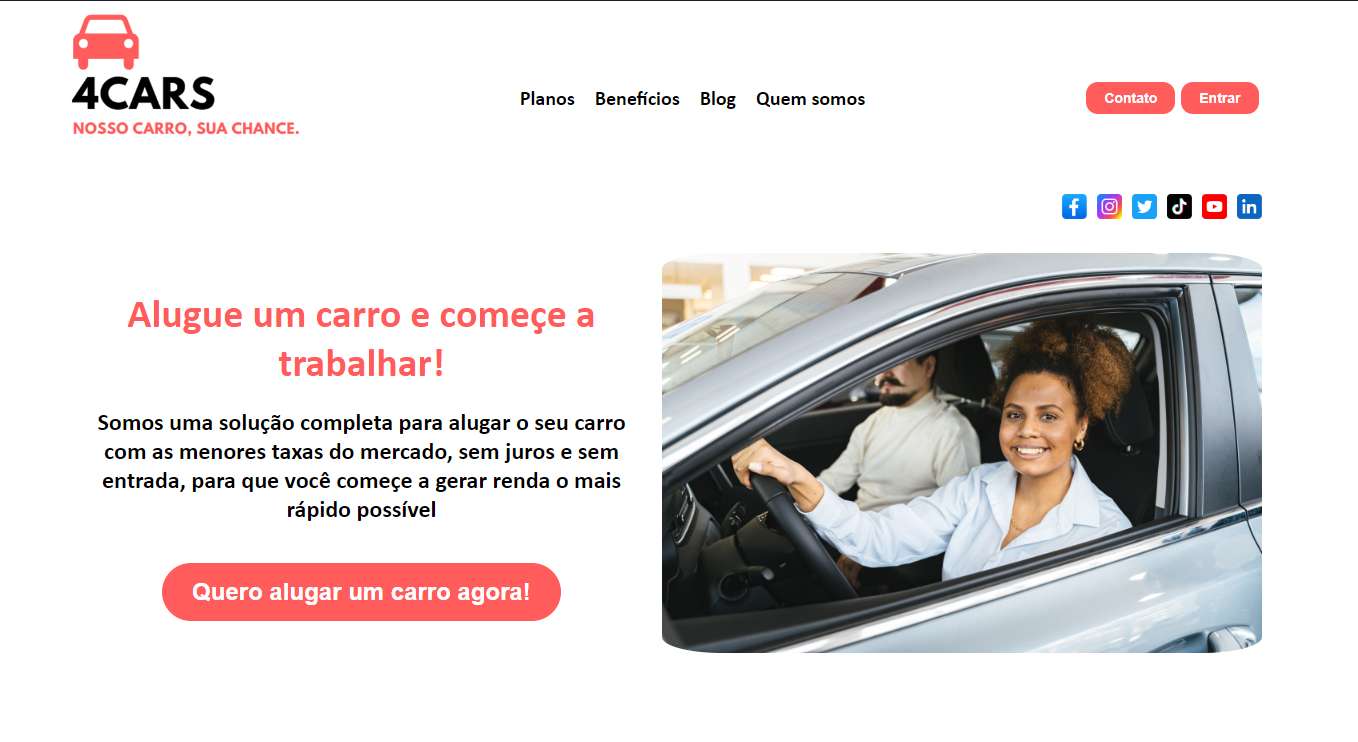 4CARS
NOSSO CARRO, SUA CHANCE.
Planos Benefícios Blog Quem somos
Contato Entrar
Alugue um carro e começe a
trabalhar!
Somos uma solução completa para alugar o seu carro
com as menores taxas do mercado, sem juros e sem
entrada, para que você começe a gerar renda o mais
rápido possível
Quero alugar um carro agora!